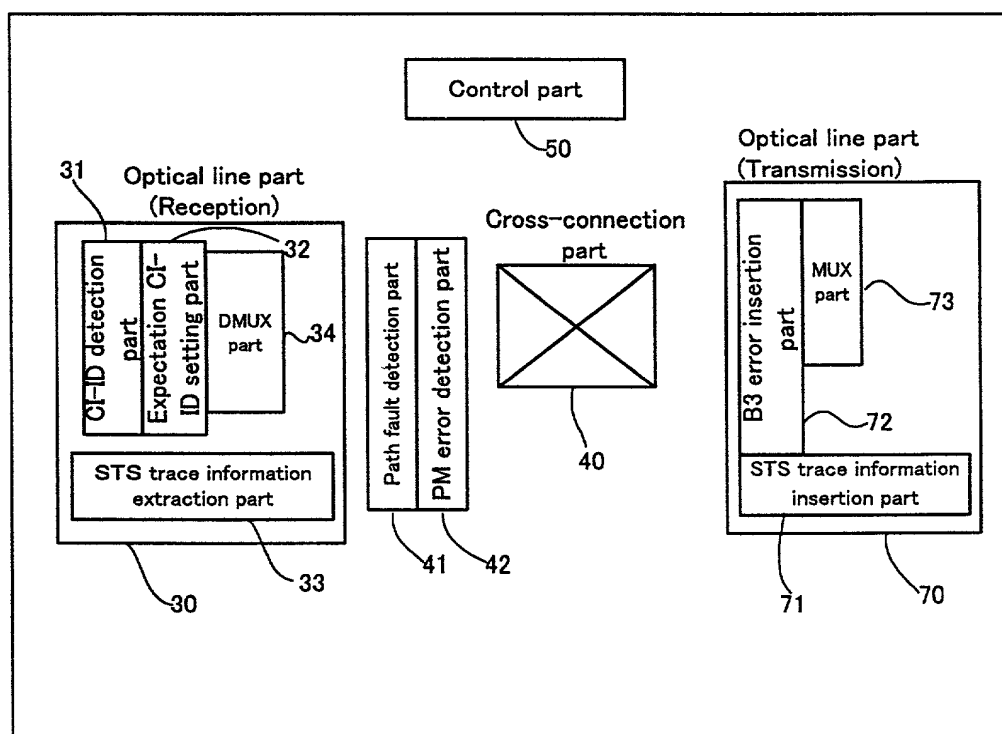 Control part
50
Optical line part
(Reception)
31
32
CI-ID detection
part
Expectation CI-
ID setting part
DMUX
part
34
STS trace information
extraction part
33
30
Path fault detection part
PM error detection part
41
42
Cross-connection
part
40
Optical line part
(Transmission)
B3 error insertion
part
MUX
part
73
72
STS trace information
insertion part
71
70